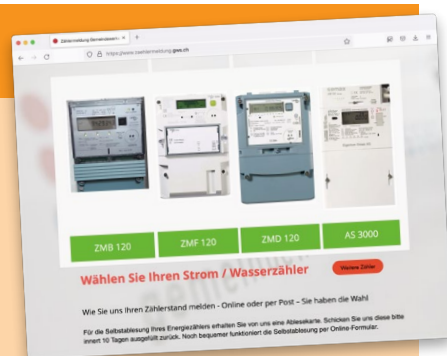 Zählermeldung Gemeindewerke
https://www.zaehlermeldung.gws.ch
ZMB 120
ZMF 120
ZMD 120
AS 3000
Wählen Sie Ihren Strom / Wasserzähler
Weitere Zähler
Wie Sie uns Ihren Zählerstand melden - Online oder per Post – Sie haben die Wahl
Für die Selbstablesung Ihres Energiezählers erhalten Sie von uns eine Ablesekarte. Schicken Sie uns diese bitte
innert 10 Tagen ausgefüllt zurück. Noch bequemer funktioniert die Selbstablesung per Online-Formular.